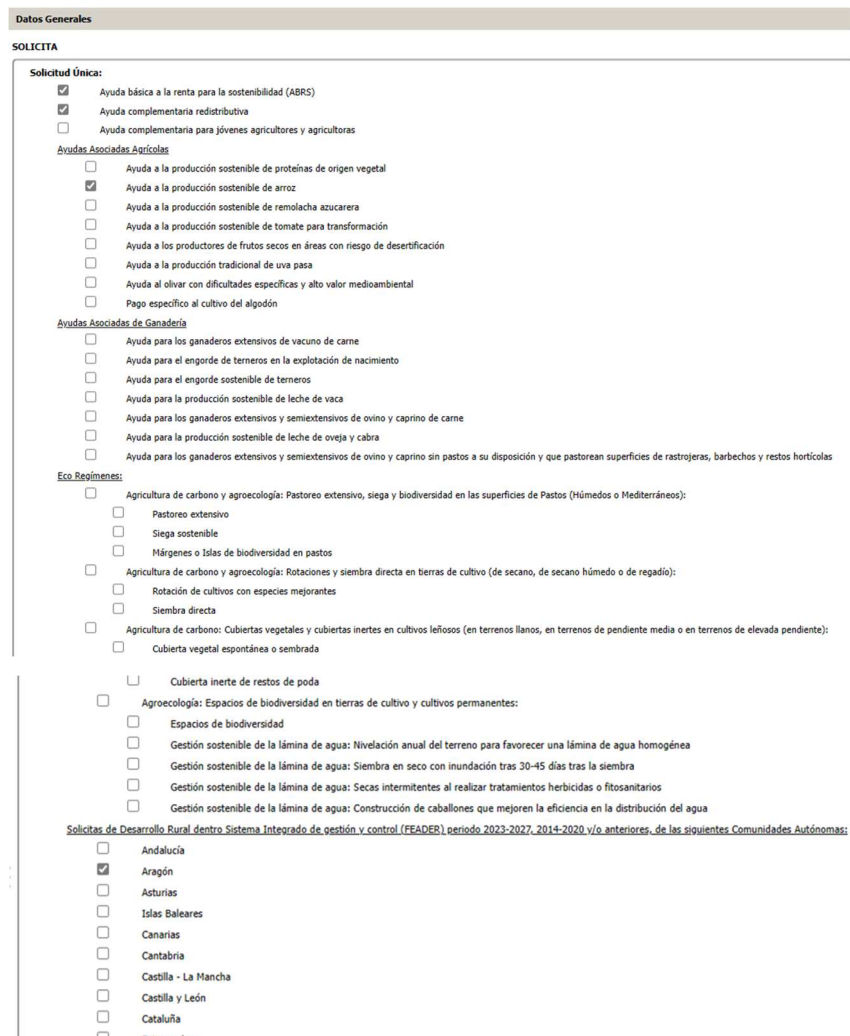 Datos Generales
SOLICITA
Solicitud Única:
Ayuda básica a la renta para la sostenibilidad (ABRS)
Ayuda complementaria redistributiva
Ayuda complementaria para jóvenes agricultores y agricultoras
Ayudas Asociadas Agrícolas
Ayuda a la producción sostenible de proteínas de origen vegetal
Ayuda a la producción sostenible de arroz
Ayuda a la producción sostenible de remolacha azucarera
Ayuda a la producción sostenible de tomate para transformación
Ayuda a los productores de frutos secos en áreas con riesgo de desertificación
Ayuda a la producción tradicional de uva pasa
Ayuda al olivar con dificultades específicas y alto valor medioambiental
Pago específico al cultivo del algodón
Ayudas Asociadas de Ganadería
Ayuda para los ganaderos extensivos de vacuno de carne
Ayuda para el engorde de terneros en la explotación de nacimiento
Ayuda para el engorde sostenible de terneros
Ayuda para la producción sostenible de leche de vaca
Ayuda para los ganaderos extensivos y semiextensivos de ovino y caprino de carne
Ayuda para la producción sostenible de leche de oveja y cabra
Ayuda para los ganaderos extensivos y semiextensivos de ovino y caprino sin pastos a su disposición y que pastorean superficies de rastrojeras, barbechos y restos hortícolas
Eco Regímenes:
Agricultura de carbono y agroecología: Pastoreo extensivo, siega y biodiversidad en las superficies de Pastos (Húmedos o Mediterráneos):
Pastoreo extensivo
Siega sostenible
Márgenes o Islas de biodiversidad en pastos
Agricultura de carbono y agroecología: Rotaciones y siembra directa en tierras de cultivo (de secano, de secano húmedo o de regadío):
Rotación de cultivos con especies mejorantes
Siembra directa
Agricultura de carbono: Cubiertas vegetales y cubiertas inertes en cultivos leñosos (en terrenos llanos, en terrenos de pendiente media o en terrenos de elevada pendiente):
Cubierta vegetal espontánea o sembrada
Cubierta inerte de restos de poda
Agroecología: Espacios de biodiversidad en tierras de cultivo y cultivos permanentes:
Espacios de biodiversidad
Gestión sostenible de la lámina de agua: Nivelación anual del terreno para favorecer una lámina de agua homogénea
Gestión sostenible de la lámina de agua: Siembra en seco con inundación tras 30-45 días tras la siembra
Gestión sostenible de la lámina de agua: Secas intermitentes al realizar tratamientos herbicidas o fitosanitarios
Gestión sostenible de la lámina de agua: Construcción de caballones que mejoren la eficiencia en la distribución del agua
Solicitas de Desarrollo Rural dentro Sistema Integrado de gestión y control (FEADER) periodo 2023-2027, 2014-2020 y/o anteriores, de las siguientes Comunidades Autónomas:
Andalucía
Aragón
Asturias
Islas Baleares
Canarias
Cantabria
Castilla - La Mancha
Castilla y León
Cataluña